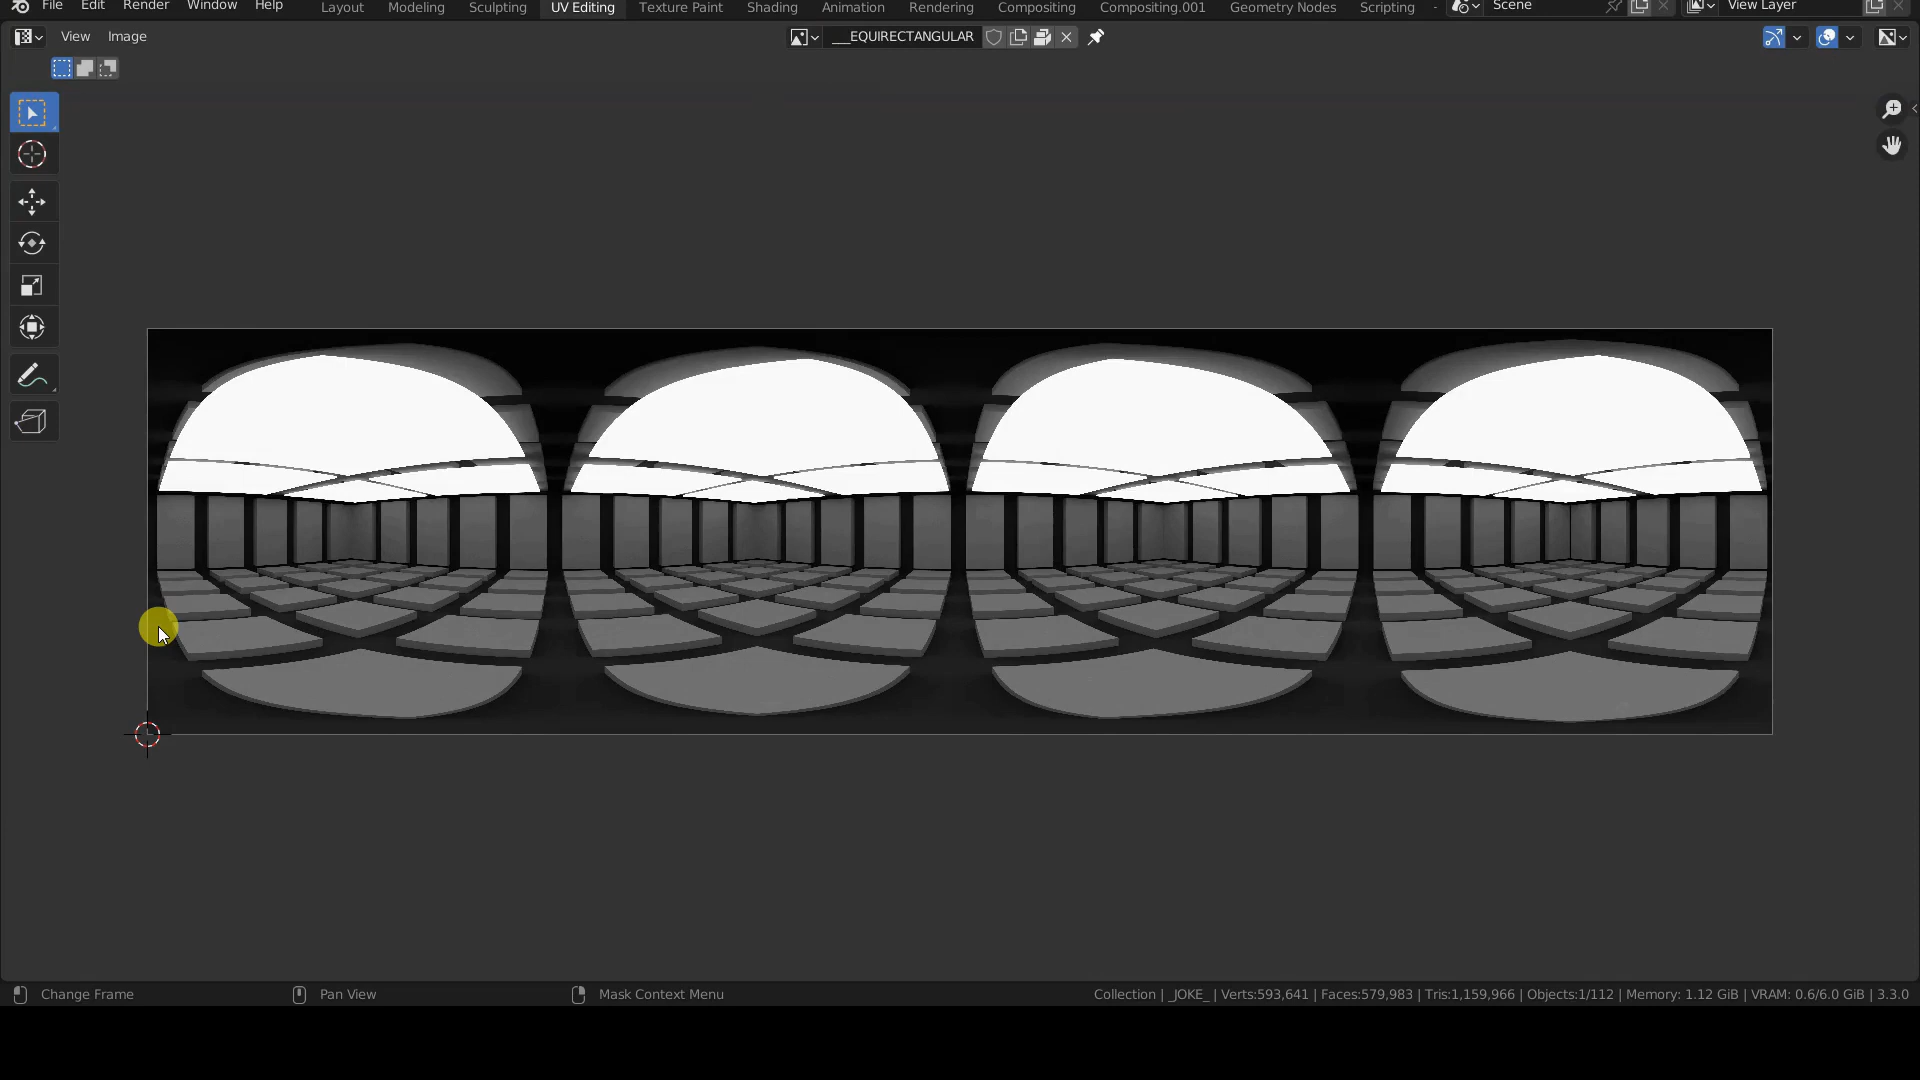 File Edit Render Window Help Layout Modeling Sculpting UV Editing Texture Paint Shading Animation Rendering Compositing Compositing.001 Geometry Nodes Scripting Scene View Layer
View Image ___EQUIRECTANGULAR
Change Frame Pan View Mask Context Menu Collection | _JOKE_ | Verts:593,641 | Faces:579,983 | Tris:1,159,966 | Objects:1/112 | Memory: 1.12 GiB | VRAM: 0.6/6.0 GiB | 3.3.0